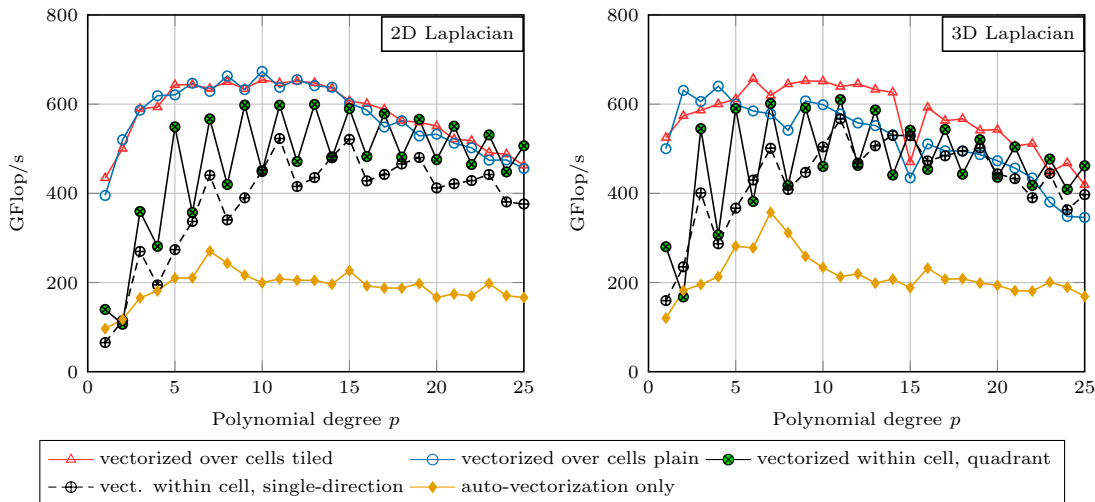 2D Laplacian
800
600
400
200
0
GFlop/s
0 5 10 15 20 25
Polynomial degree p
3D Laplacian
800
600
400
200
0
GFlop/s
0 5 10 15 20 25
Polynomial degree p
vectorized over cells tiled vectorized over cells plain vectorized within cell, quadrant
vect. within cell, single-direction auto-vectorization only